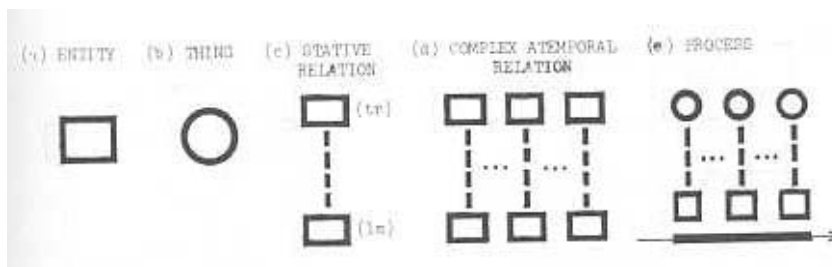 (a) ENTITY
(b) THING
(c) STATIVE
RELATION
(d) COMPLEX ATEMPORAL
RELATION
(e) PROCESS
(tr)
(lm)
... ...
... ...